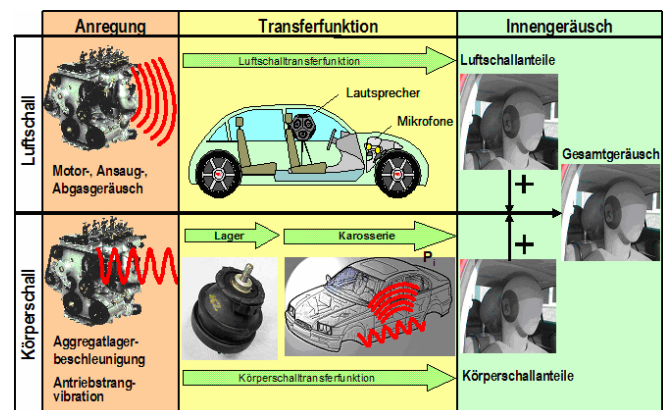 Anregung
Transferfunktion
Innengeräusch
Luftschall
Luftschalltransferfunktion
Luftschallanteile
Lautsprecher
Mikrofone
Motor-, Ansaug-,
Abgasgeräusch
+
Gesamtgeräusch
Körperschall
Lager
Karosserie
+
Pi
Aggregatlager-
beschleunigung
Antriebstrang-
vibration
Körperschalltransferfunktion
Körperschallanteile